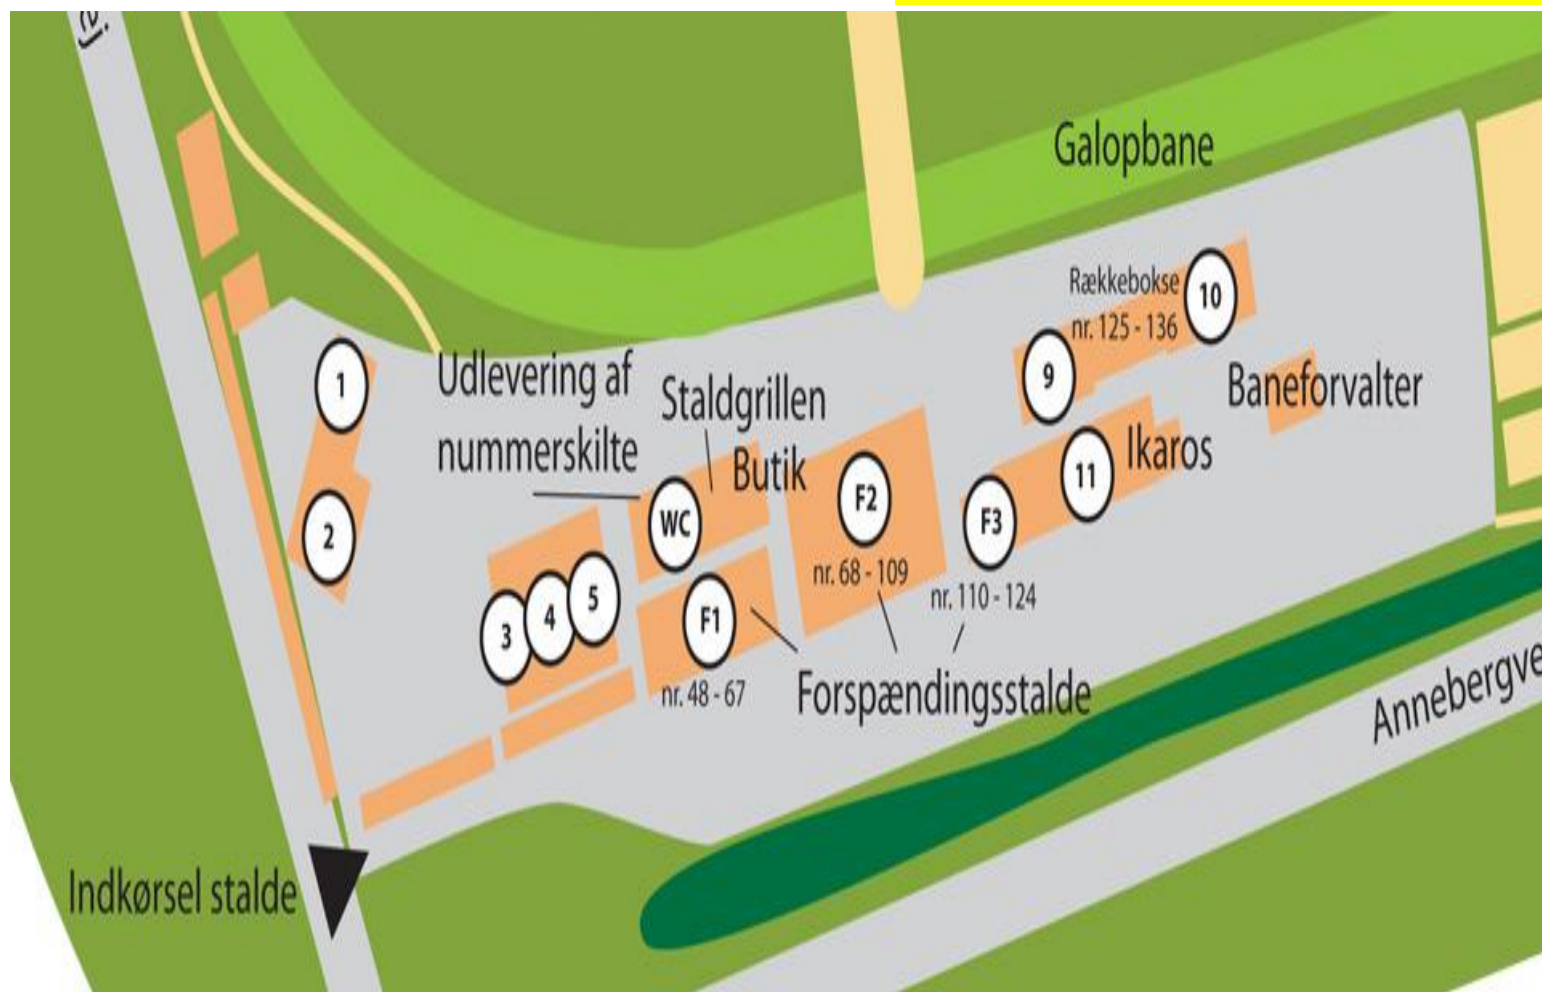 Galopbane
Rækkebokse
nr. 125 - 136
10
9
1
Udlevering af
nummerskilte
Staldgrillen
Butik
Baneforvalter
Ikaros
11
F2
nr. 68 - 109
F3
nr. 110 - 124
WC
2
3
4
5
F1
nr. 48 - 67
Forspændingsstalde
Annebergve
Indkørsel stalde